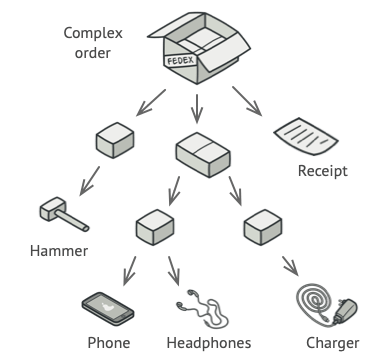 Complex
order
FEDEX
Receipt
Hammer
Phone
Headphones
Charger